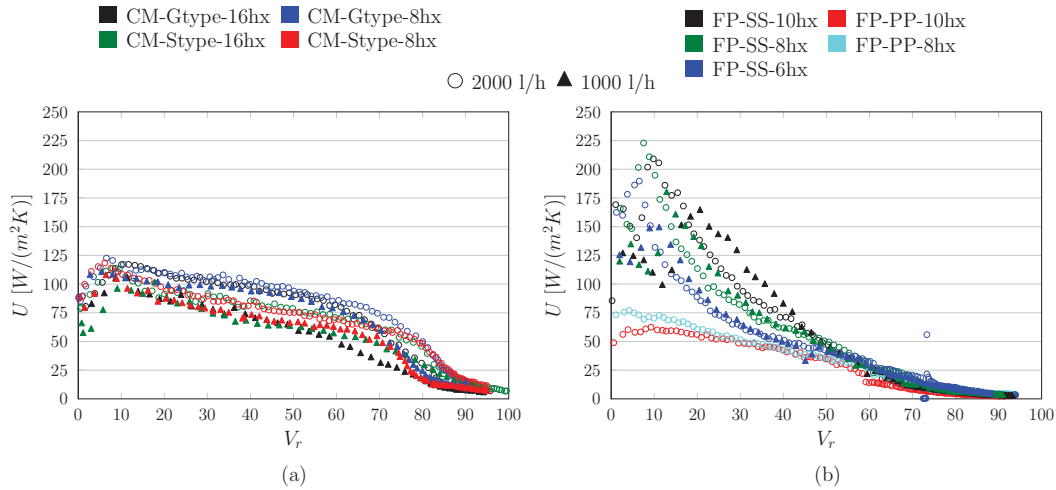 CM-Gtype-16hx CM-Gtype-8hx
CM-Stype-16hx CM-Stype-8hx
FP-SS-10hx FP-PP-10hx
FP-SS-8hx FP-PP-8hx
FP-SS-6hx
2000 l/h 1000 l/h
250
225
200
175
150
125
100
75
50
25
0
U [W/(m²K)]
0 10 20 30 40 50 60 70 80 90 100
V_r
(a)
250
225
200
175
150
125
100
75
50
25
0
U [W/(m²K)]
0 10 20 30 40 50 60 70 80 90 100
V_r
(b)